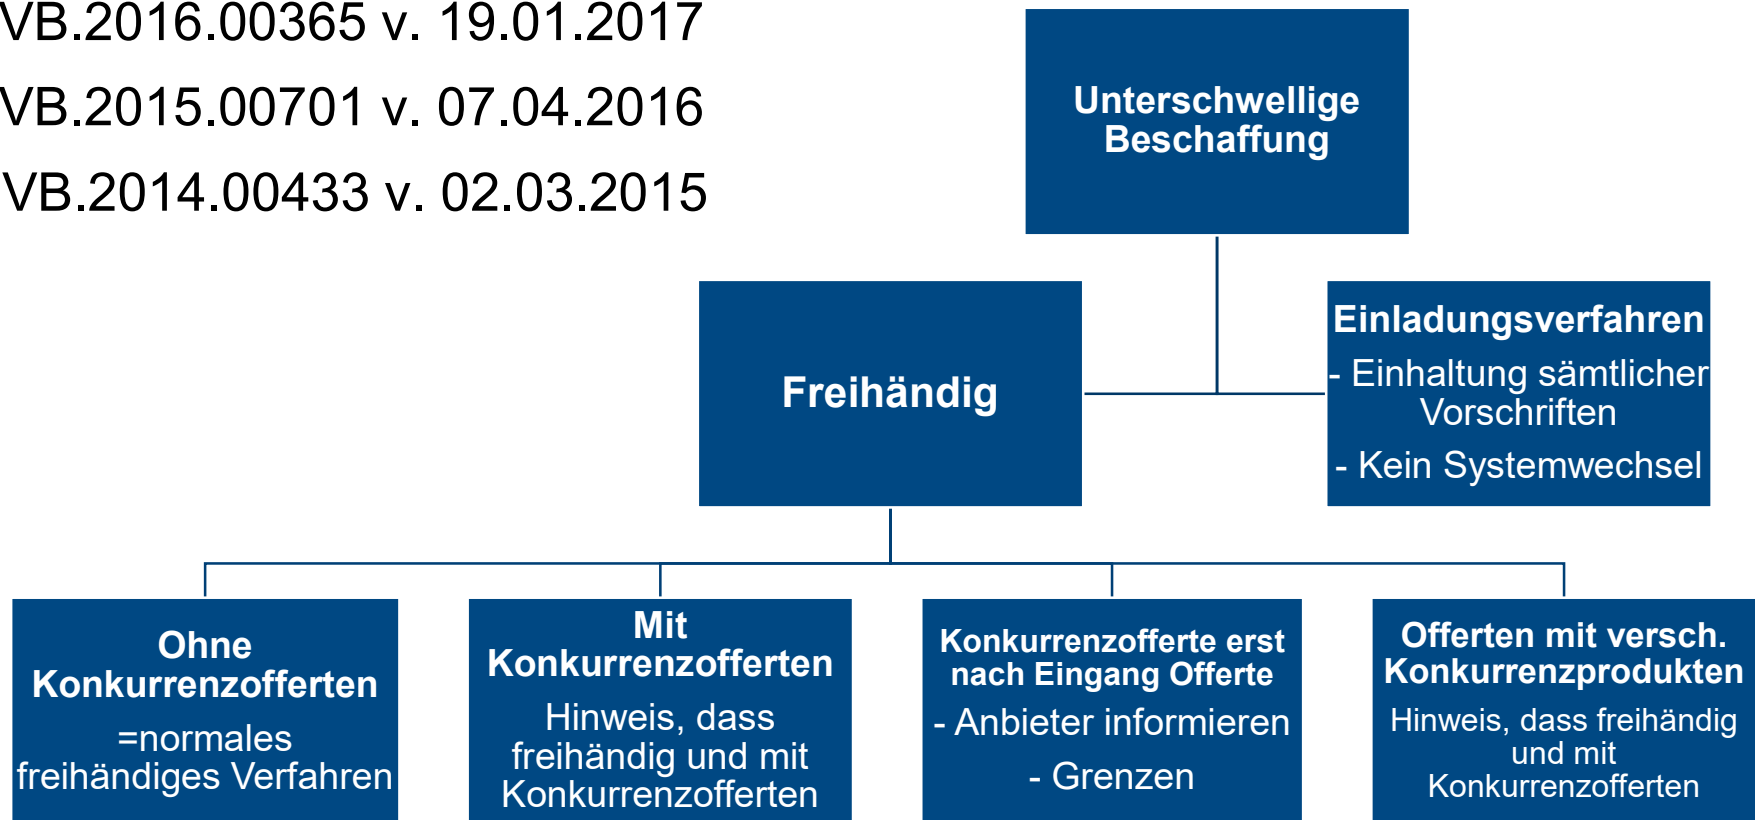 VB.2016.00365 v. 19.01.2017
VB.2015.00701 v. 07.04.2016
VB.2014.00433 v. 02.03.2015
Unterschwellige
Beschaffung
Freihändig
Einladungsverfahren
- Einhaltung sämtlicher
Vorschriften
- Kein Systemwechsel
Ohne
Konkurrenzofferten
=normales
freihändiges Verfahren
Mit
Konkurrenzofferten
Hinweis, dass
freihändig und mit
Konkurrenzofferten
Konkurrenzofferte erst
nach Eingang Offerte
- Anbieter informieren
- Grenzen
Offerten mit versch.
Konkurrenzprodukten
Hinweis, dass freihändig
und mit
Konkurrenzofferten